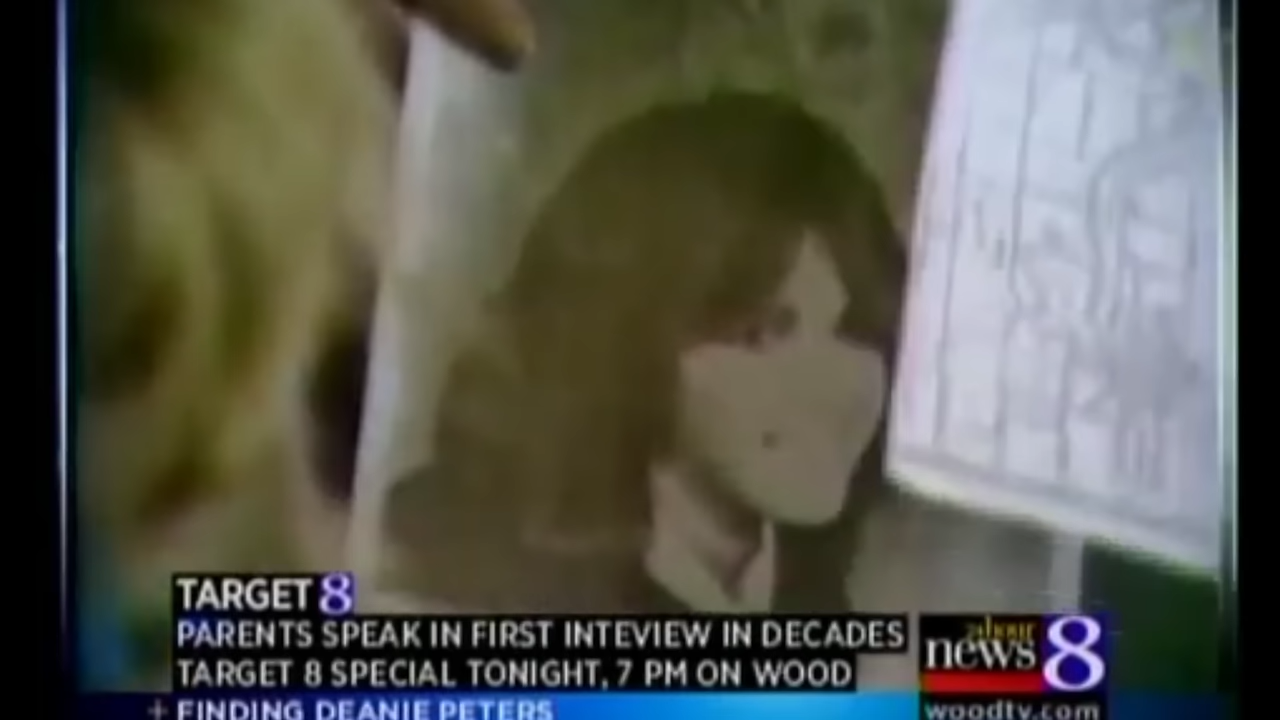 TARGET 8
PARENTS SPEAK IN FIRST INTEVIEW IN DECADES
TARGET 8 SPECIAL TONIGHT, 7 PM ON WOOD
+ FINDING DEANIE PETERS
24hour
news 8
woodtv.com